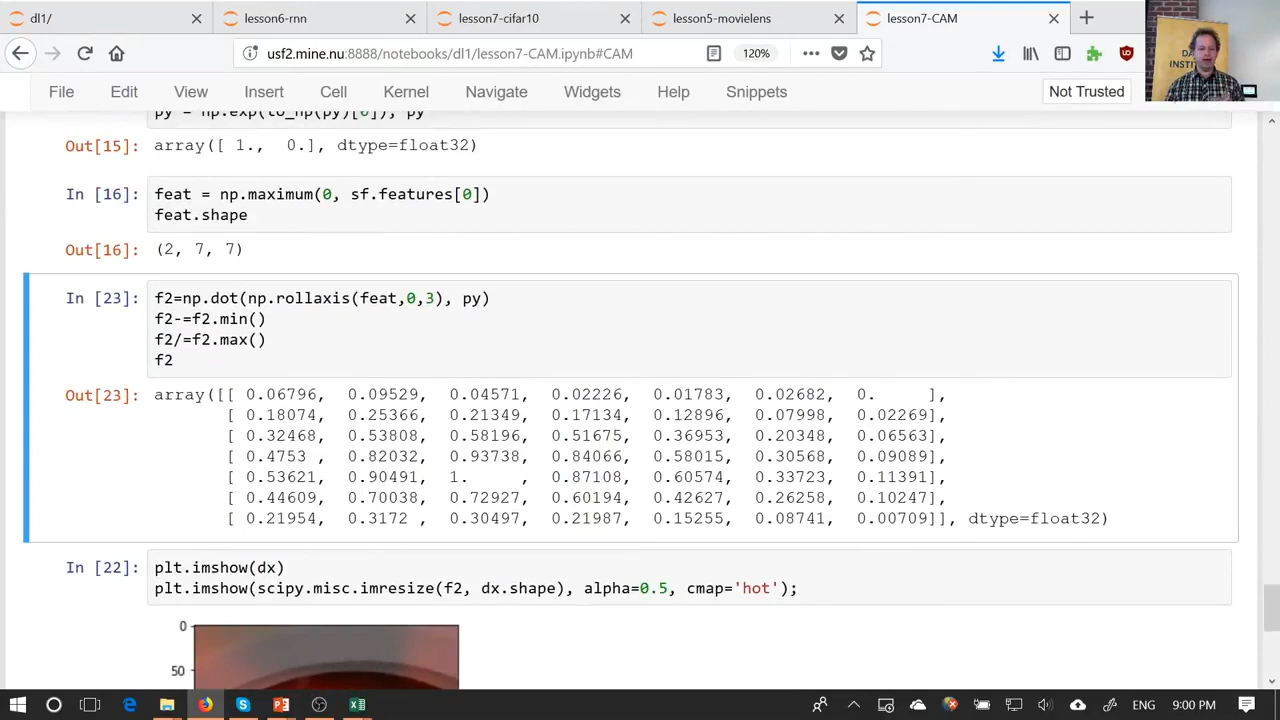 dl1/
lesson6-rnn
lesson7-cifar10
lesson5-movielens
lesson7-CAM
usf2.mine.nu:8888/notebooks/dl1/lesson7-CAM.ipynb#CAM
120%
File Edit View Insert Cell Kernel Navigate Widgets Help Snippets
Not Trusted
py = np.exp(to_np(py)[0]); py
Out[15]: array([ 1., 0.], dtype=float32)
In [16]: feat = np.maximum(0, sf.features[0])
feat.shape
Out[16]: (2, 7, 7)
In [23]: f2=np.dot(np.rollaxis(feat,0,3), py)
f2-=f2.min()
f2/=f2.max()
f2
Out[23]: array([[ 0.06796, 0.09529, 0.04571, 0.02226, 0.01783, 0.02682, 0. ],
[ 0.18074, 0.25366, 0.21349, 0.17134, 0.12896, 0.07998, 0.02269],
[ 0.32468, 0.53808, 0.58196, 0.51675, 0.36953, 0.20348, 0.06563],
[ 0.4753 , 0.82032, 0.93738, 0.84066, 0.58015, 0.30568, 0.09089],
[ 0.53621, 0.90491, 1. , 0.87108, 0.60574, 0.33723, 0.11391],
[ 0.44609, 0.70038, 0.72927, 0.60194, 0.42627, 0.26258, 0.10247],
[ 0.21954, 0.3172 , 0.30497, 0.21987, 0.15255, 0.08741, 0.00709]], dtype=float32)
In [22]: plt.imshow(dx)
plt.imshow(scipy.misc.imresize(f2, dx.shape), alpha=0.5, cmap='hot');
0
50
ENG 9:00 PM